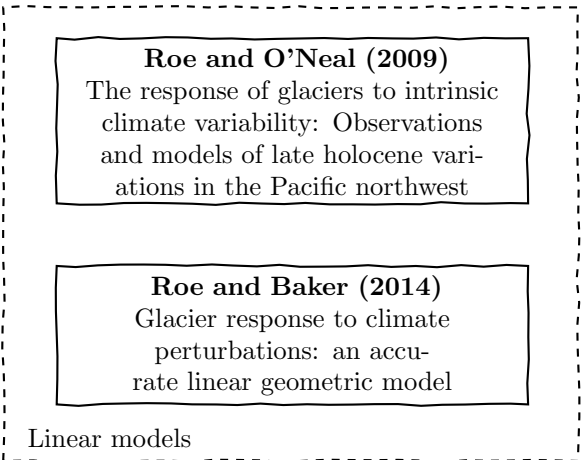 Roe and O'Neal (2009)
The response of glaciers to intrinsic
climate variability: Observations
and models of late holocene vari-
ations in the Pacific northwest
Roe and Baker (2014)
Glacier response to climate
perturbations: an accu-
rate linear geometric model
Linear models